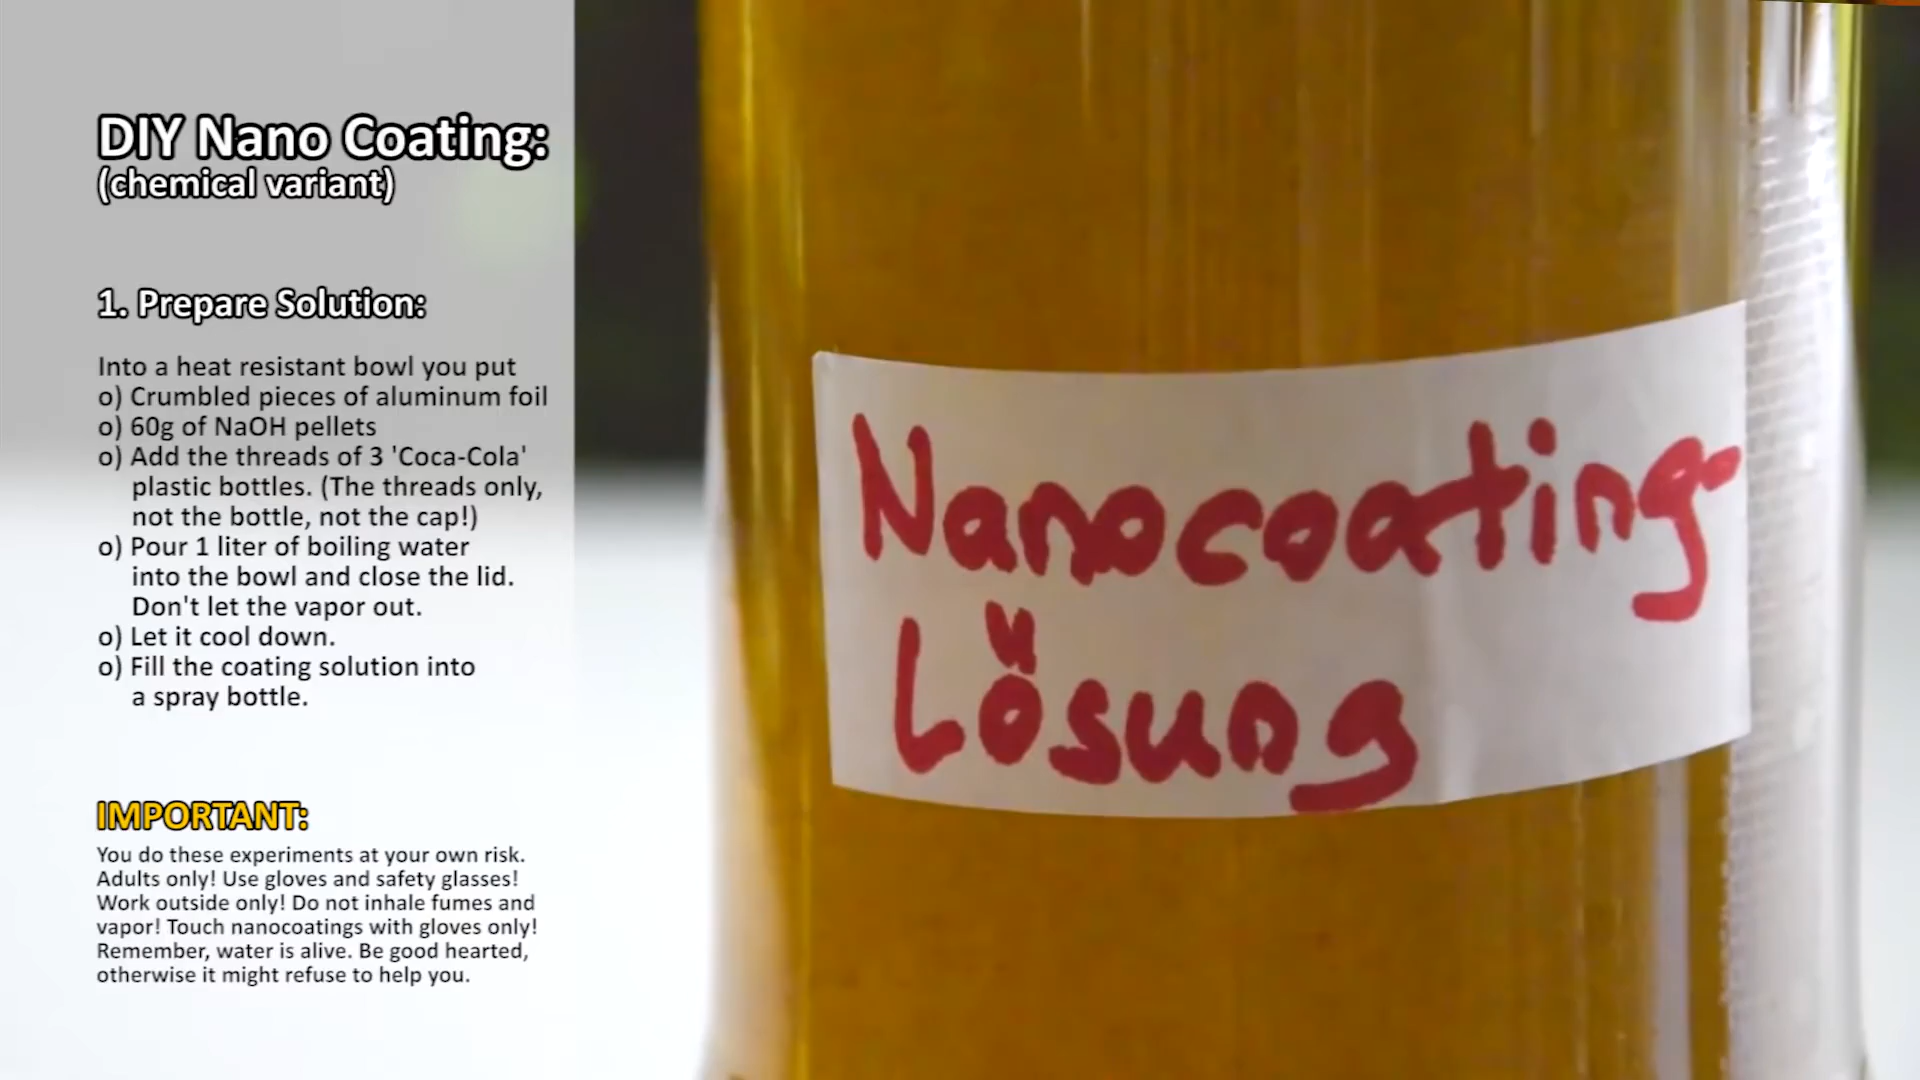 DIY Nano Coating:
(chemical variant)
1. Prepare Solution:
Into a heat resistant bowl you put
o) Crumbled pieces of aluminum foil
o) 60g of NaOH pellets
o) Add the threads of 3 'Coca-Cola'
plastic bottles. (The threads only,
not the bottle, not the cap!)
o) Pour 1 liter of boiling water
into the bowl and close the lid.
Don't let the vapor out.
o) Let it cool down.
o) Fill the coating solution into
a spray bottle.
IMPORTANT:
You do these experiments at your own risk.
Adults only! Use gloves and safety glasses!
Work outside only! Do not inhale fumes and
vapor! Touch nanocoatings with gloves only!
Remember, water is alive. Be good hearted,
otherwise it might refuse to help you.
Nanocoating-
Lösung